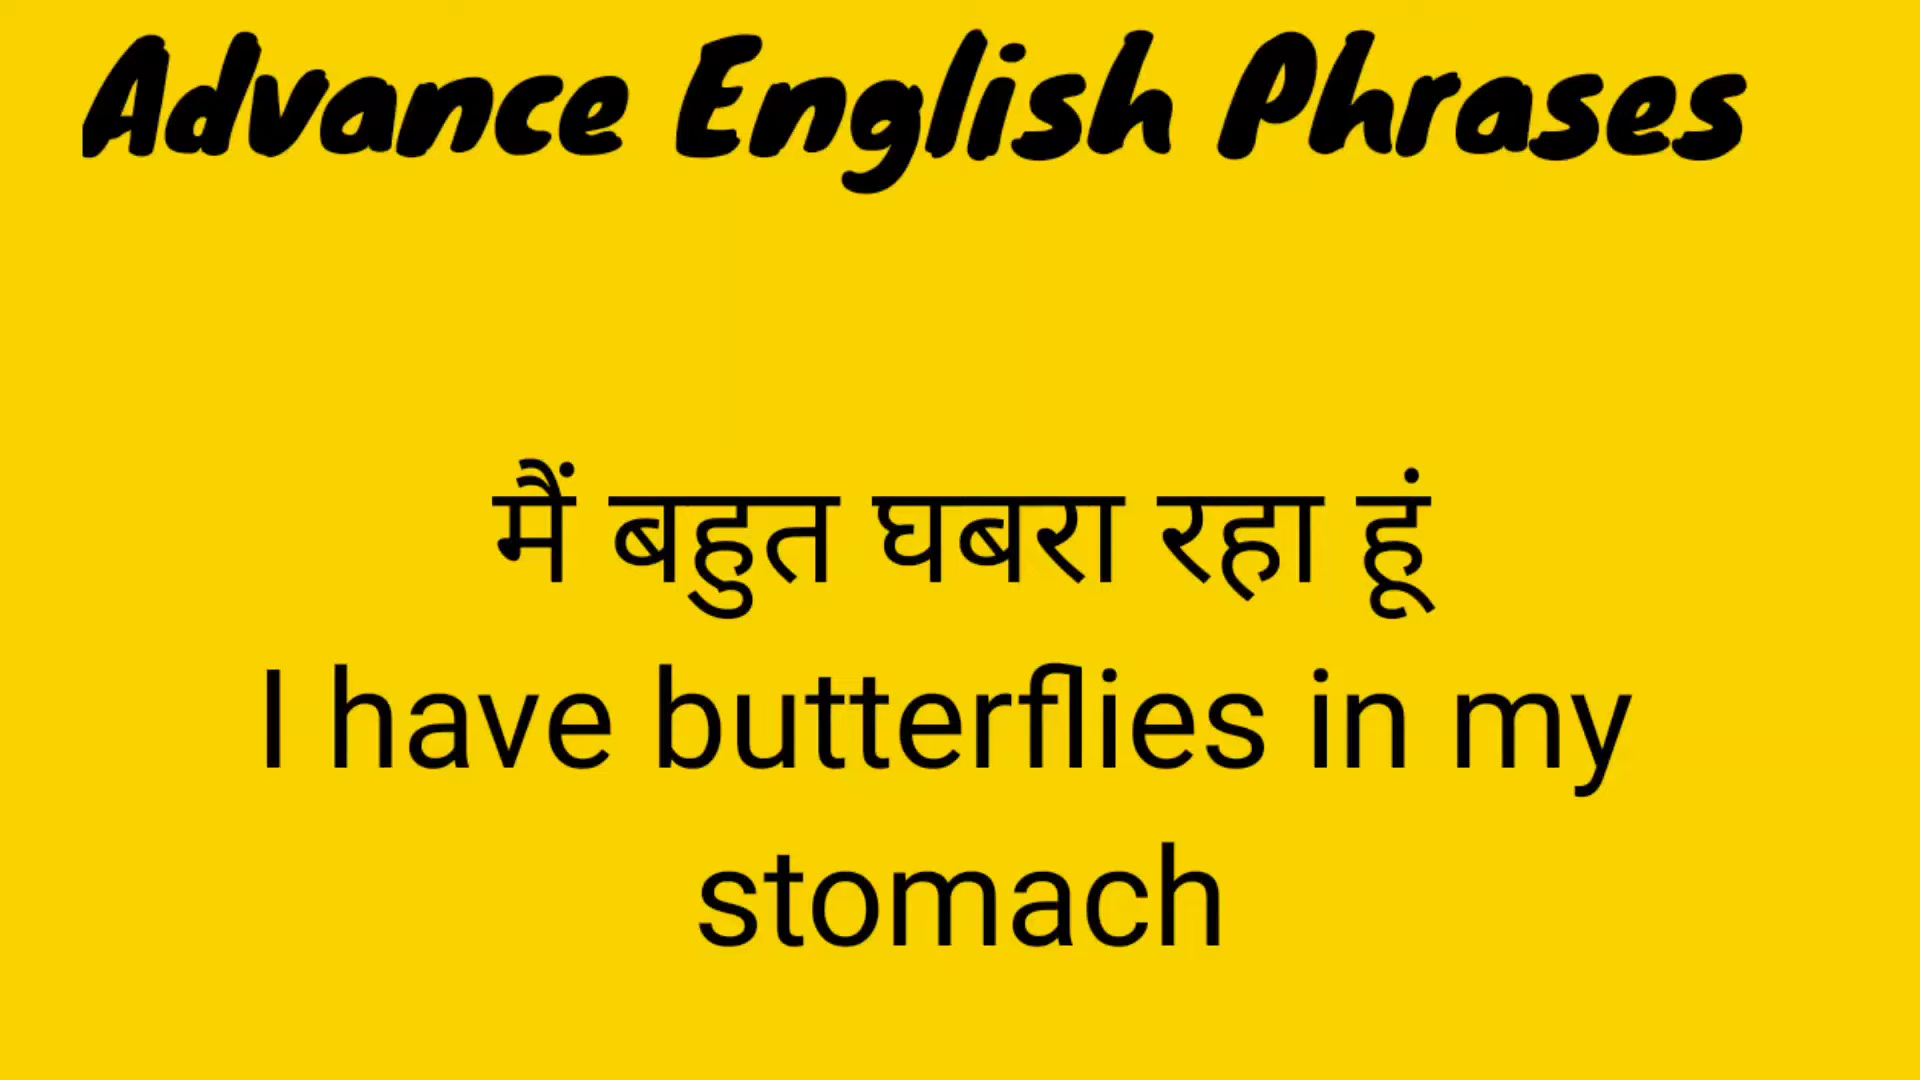 Advance English Phrases
मैं बहुत घबरा रहा हूं
I have butterflies in my
stomach